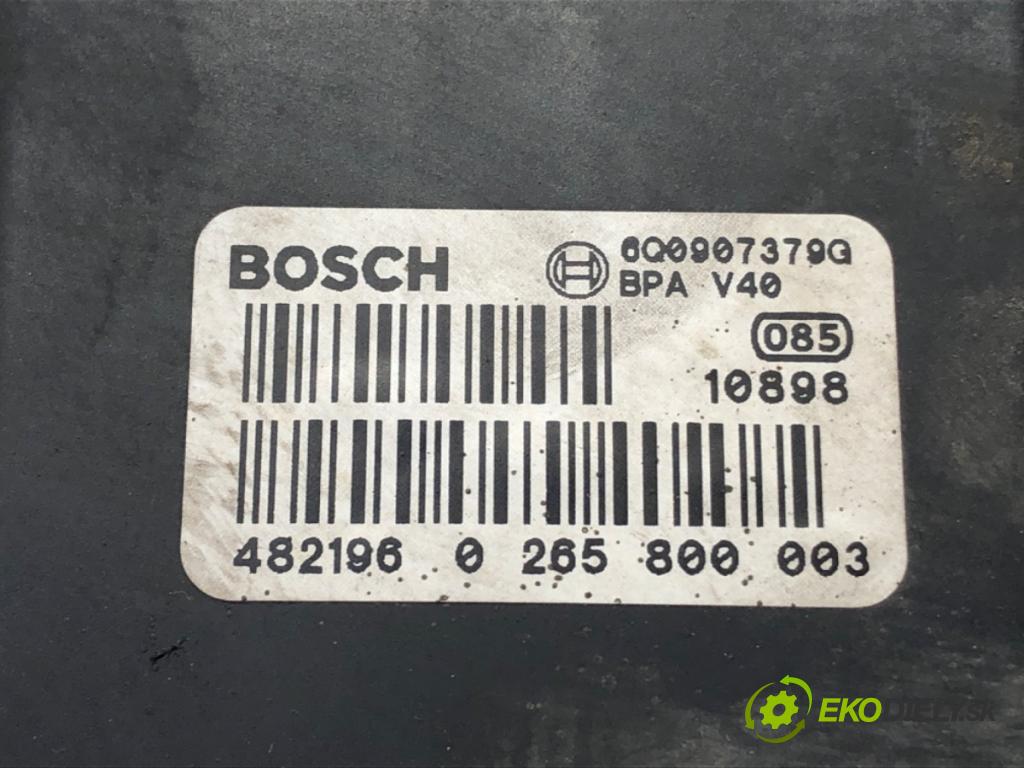 BOSCH 6Q0907379G
BPA V40
085
10898
482196 0 265 800 003
EKODIELY.SK